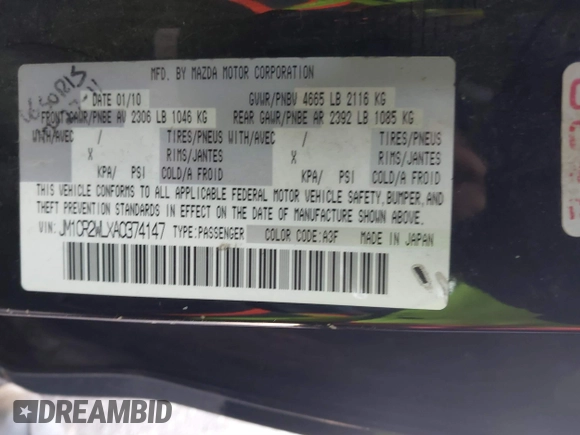 MFD. BY MAZDA MOTOR CORPORATION
DATE 01/10 GVWR/PNBV 4665 LB 2116 KG
FRONT GAWR/PNBE AV 2306 LB 1046 KG REAR GAWR/PNBE AR 2392 LB 1085 KG
WITH/AVEC / TIRES/PNEUS WITH/AVEC / TIRES/PNEUS
X RIMS/JANTES X RIMS/JANTES
KPA/ PSI COLD/A FROID KPA/ PSI COLD/A FROID
THIS VEHICLE CONFORMS TO ALL APPLICABLE FEDERAL MOTOR VEHICLE SAFETY, BUMPER, AND
THEFT PREVENTION STANDARDS IN EFFECT ON THE DATE OF MANUFACTURE SHOWN ABOVE.
VIN: JM1CR2WLXA0374147 TYPE:PASSENGER COLOR CODE:A3F MADE IN JAPAN
DREAMBID